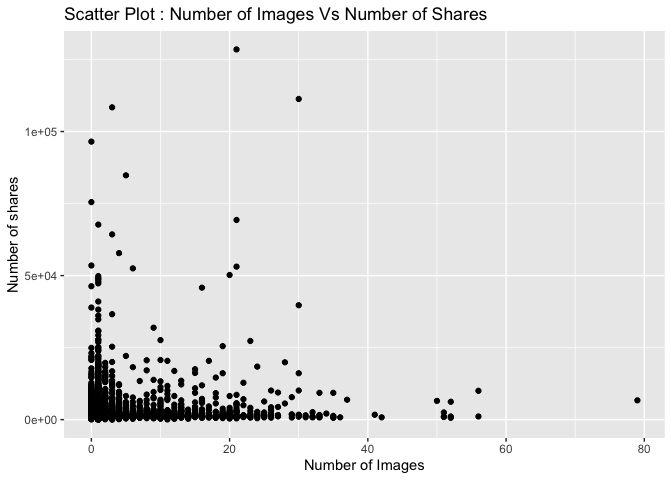 Scatter Plot : Number of Images Vs Number of Shares
1e+05
5e+04
0e+00
Number of shares
0
20
40
60
80
Number of Images